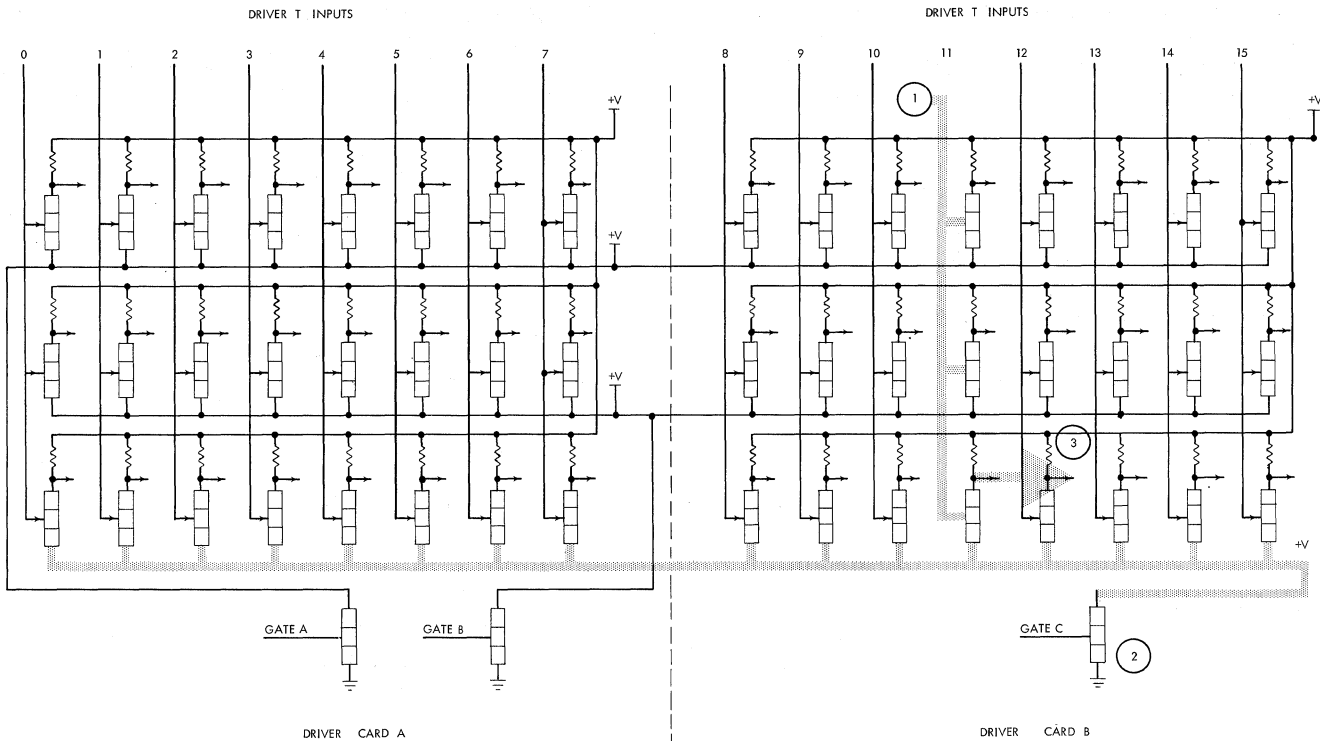 DRIVER T INPUTS
DRIVER T INPUTS
0 1 2 3 4 5 6 7
8 9 10 11 12 13 14 15
1
+V
+V
+V
+V
3
+V
GATE A
GATE B
GATE C
2
DRIVER CARD A
DRIVER CARD B